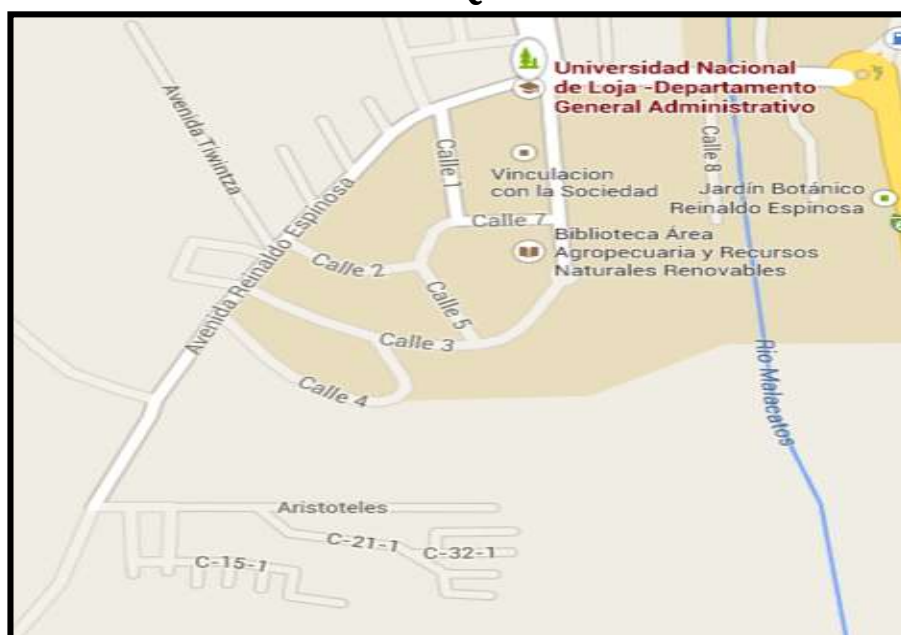 Universidad Nacional
de Loja -Departamento
General Administrativo
Avenida Tiwintza
Calle 1
Calle 8
Vinculacion
con la Sociedad
Jardín Botánico
Reinaldo Espinosa
Avenida Reinaldo Espinosa
Calle 7
Calle 2
Biblioteca Área
Agropecuaria y Recursos
Naturales Renovables
Calle 5
Calle 3
Calle 4
Rio Malacatos
Aristoteles
C-21-1
C-32-1
C-15-1